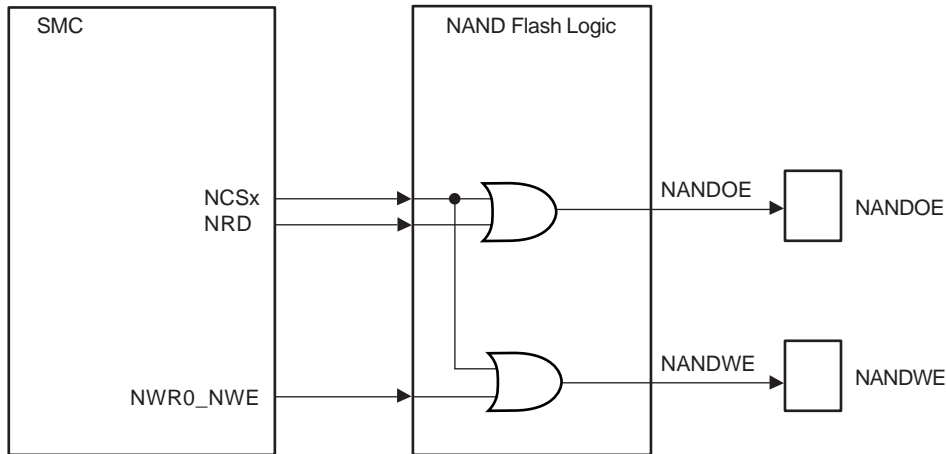 SMC
NAND Flash Logic
NCSx
NRD
NANDOE
NANDOE
NWR0_NWE
NANDWE
NANDWE